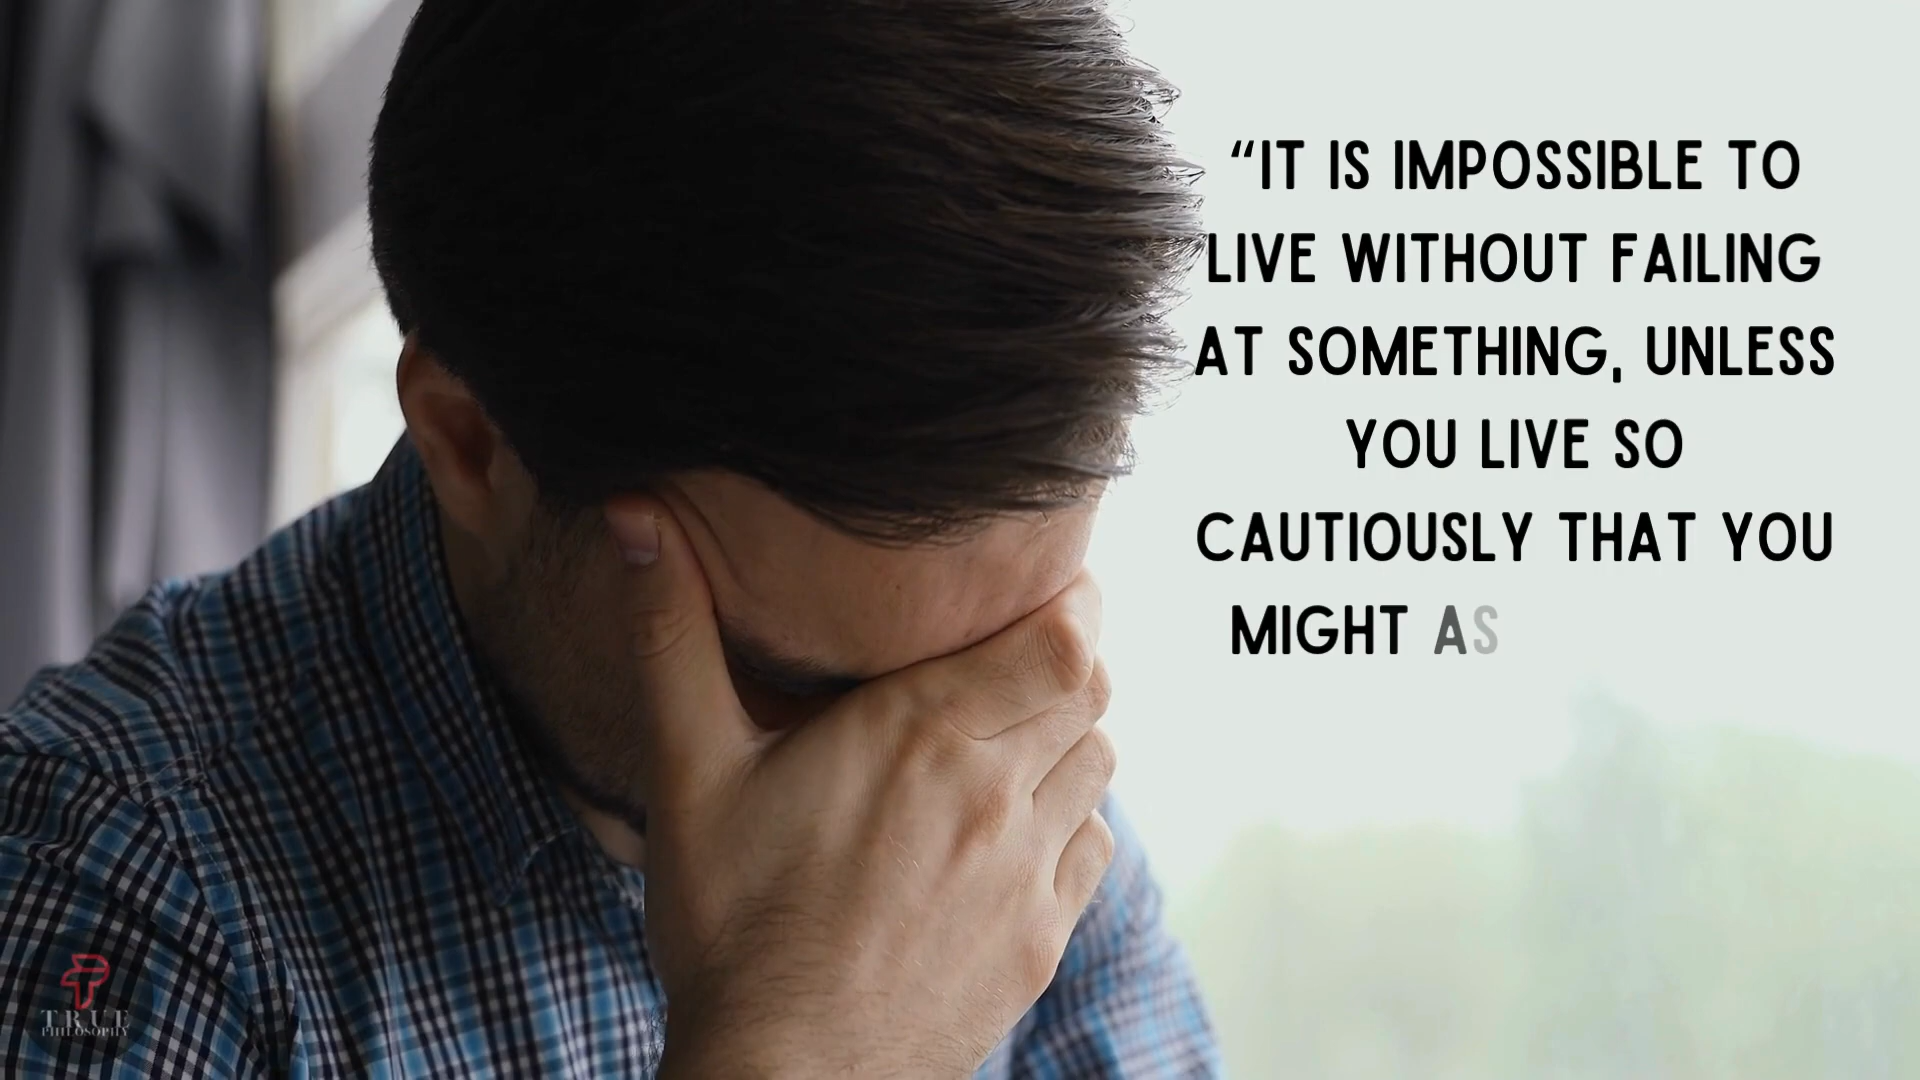 “IT IS IMPOSSIBLE TO
LIVE WITHOUT FAILING
AT SOMETHING, UNLESS
YOU LIVE SO
CAUTIOUSLY THAT YOU
MIGHT AS
TRUE
PHILOSOPHY